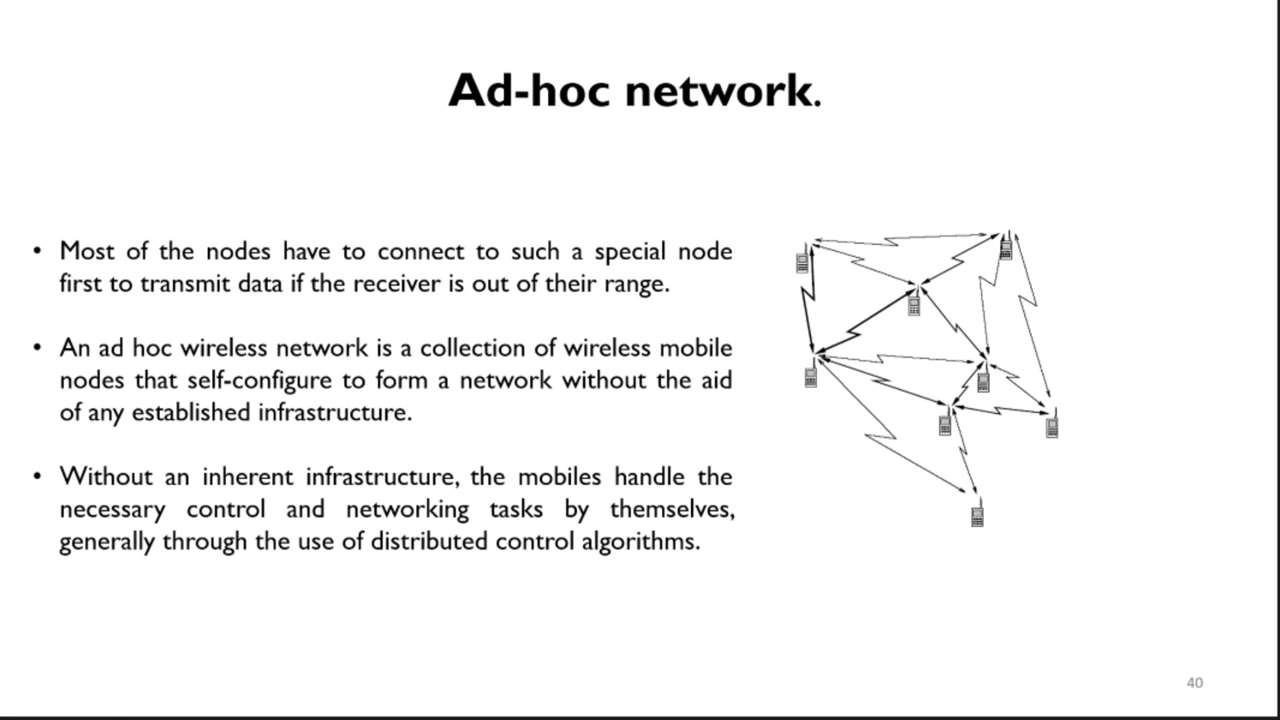 Ad-hoc network.
• Most of the nodes have to connect to such a special node
first to transmit data if the receiver is out of their range.
• An ad hoc wireless network is a collection of wireless mobile
nodes that self-configure to form a network without the aid
of any established infrastructure.
• Without an inherent infrastructure, the mobiles handle the
necessary control and networking tasks by themselves,
generally through the use of distributed control algorithms.
40